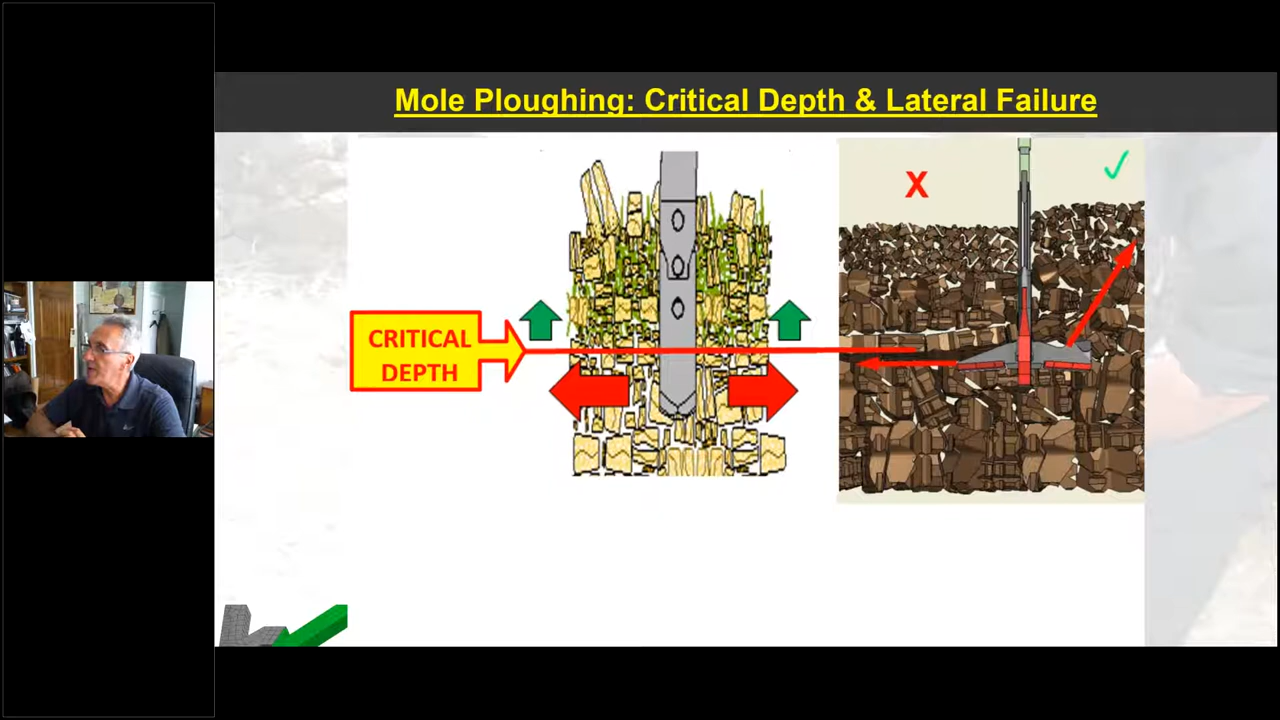 Mole Ploughing: Critical Depth & Lateral Failure
X
CRITICAL
DEPTH